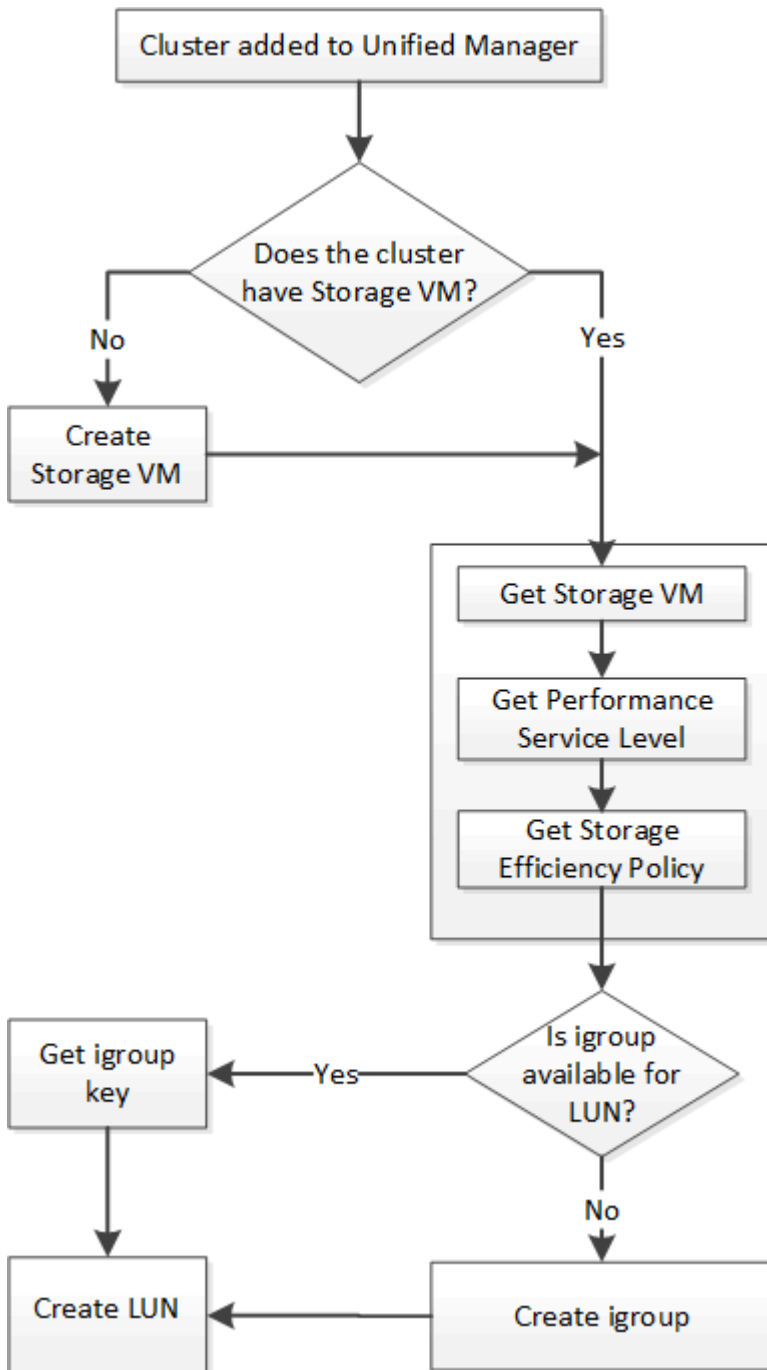 Cluster added to Unified Manager
Does the cluster
have Storage VM?
No
Yes
Create
Storage VM
Get Storage VM
Get Performance
Service Level
Get Storage
Efficiency Policy
Is igroup
available for
LUN?
Yes
Get igroup
key
No
Create LUN
Create igroup